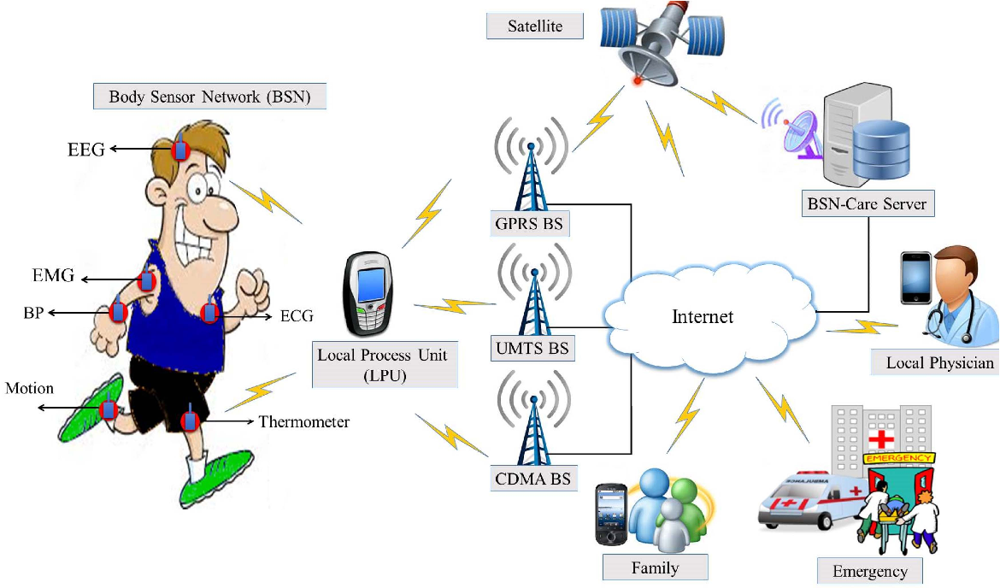 Satellite
Body Sensor Network (BSN)
EEG
GPRS BS
BSN-Care Server
EMG
BP
ECG
Internet
UMTS BS
Local Process Unit
(LPU)
Local Physician
Motion
Thermometer
CDMA BS
EMERGENCY
AMBULANCE
Family
Emergency